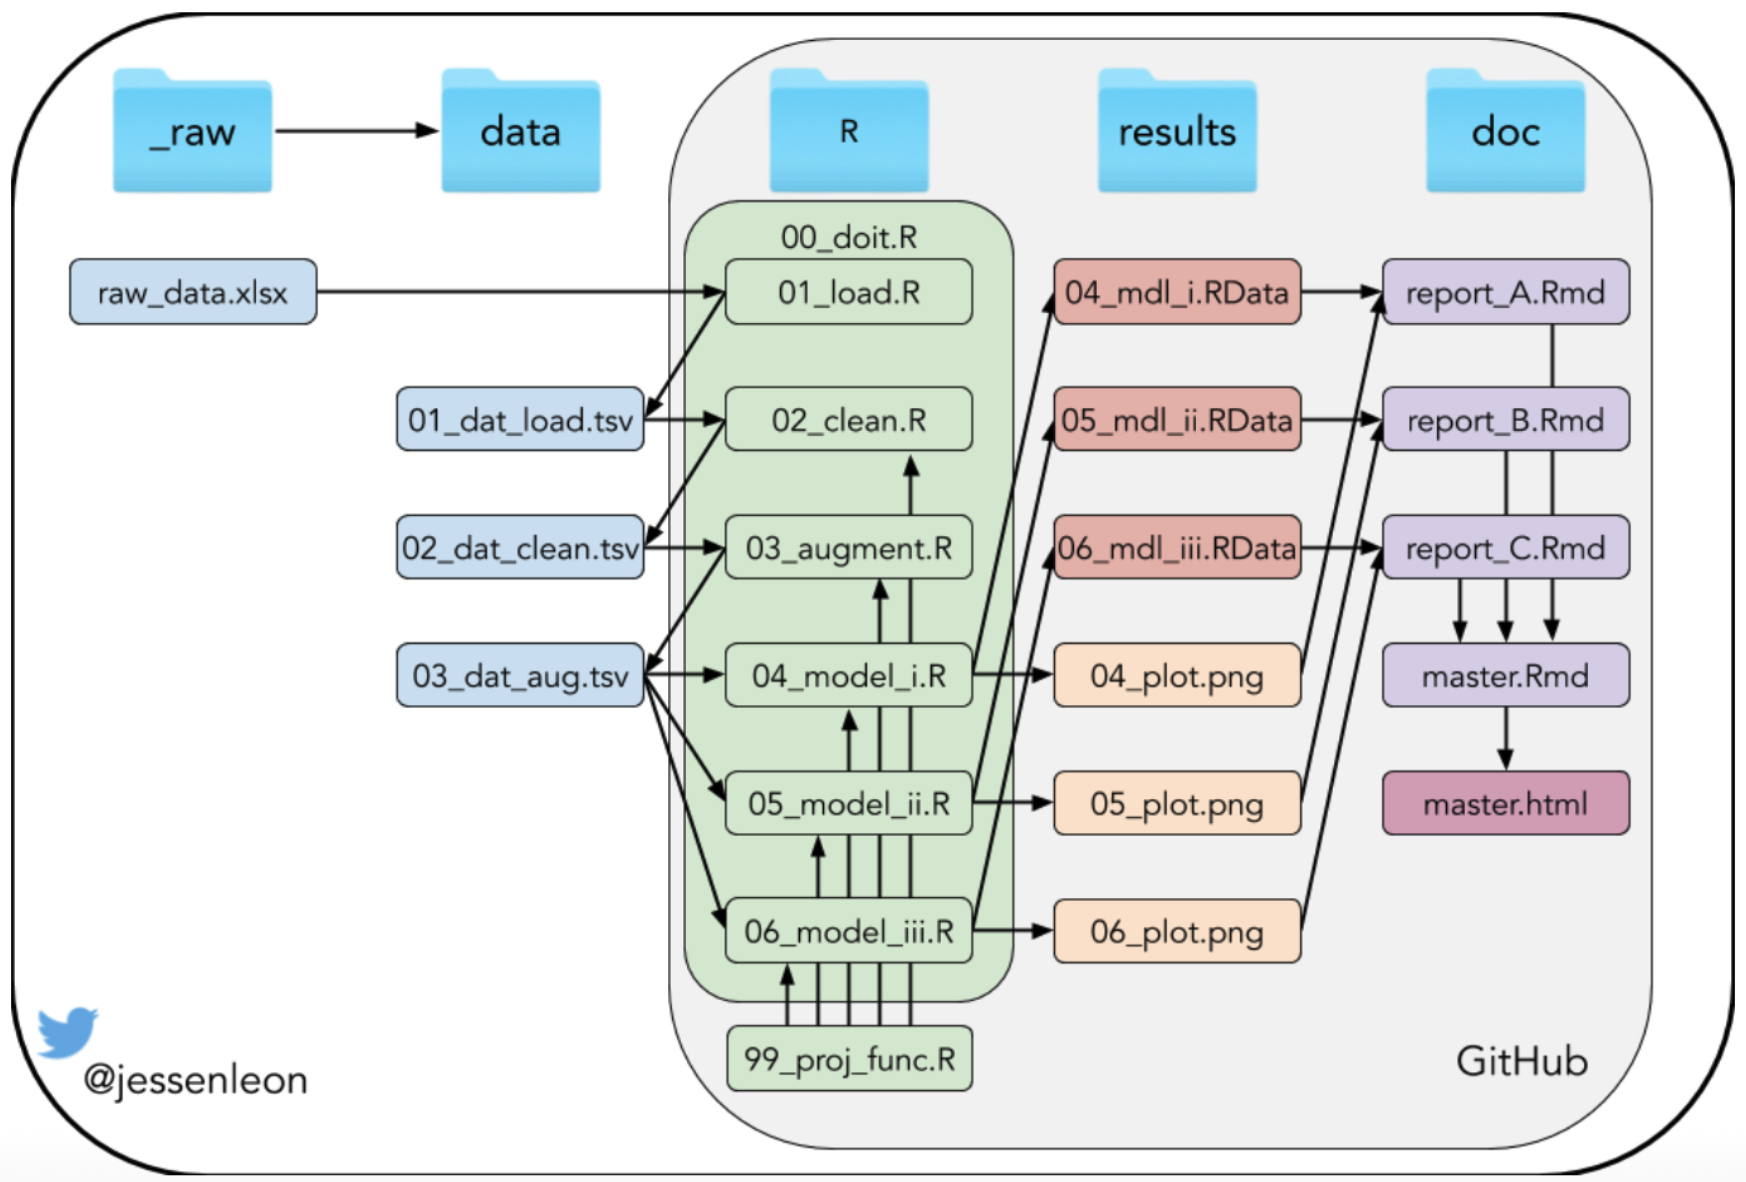 _raw
data
R
results
doc
00_doit.R
raw_data.xlsx
01_load.R
04_mdl_i.RData
report_A.Rmd
01_dat_load.tsv
02_clean.R
05_mdl_ii.RData
report_B.Rmd
02_dat_clean.tsv
03_augment.R
06_mdl_iii.RData
report_C.Rmd
03_dat_aug.tsv
04_model_i.R
04_plot.png
master.Rmd
05_model_ii.R
05_plot.png
master.html
06_model_iii.R
06_plot.png
99_proj_func.R
GitHub
@jessenleon